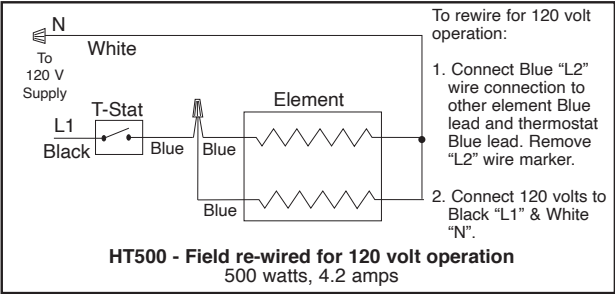 N
White
To
120 V
Supply
T-Stat
L1
Black
Blue
Blue
Blue
Element
To rewire for 120 volt
operation:
1. Connect Blue “L2”
wire connection to
other element Blue
lead and thermostat
Blue lead. Remove
“L2” wire marker.
2. Connect 120 volts to
Black “L1” & White
“N”.
HT500 - Field re-wired for 120 volt operation
500 watts, 4.2 amps